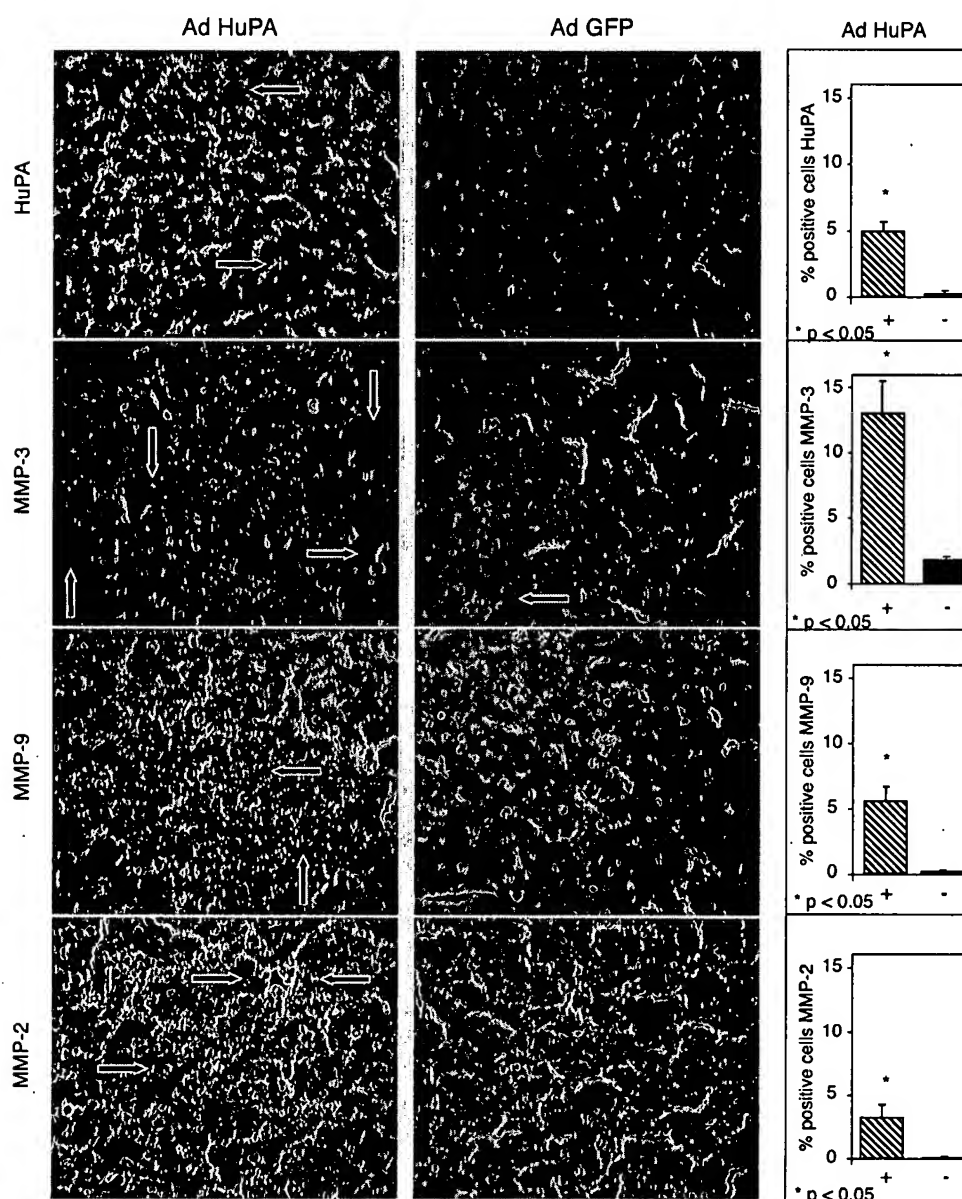 Ad HuPA
Ad GFP
Ad HuPA
HuPA
% positive cells HuPA
15
10
5
0
*
+
-
* p < 0.05
MMP-3
% positive cells MMP-3
15
10
5
0
*
+
-
* p < 0.05
MMP-9
% positive cells MMP-9
15
10
5
0
*
+
-
* p < 0.05
MMP-2
% positive cells MMP-2
15
10
5
0
*
+
-
* p < 0.05